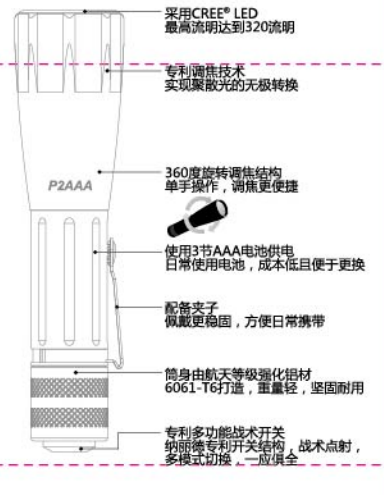 采用CREE® LED
最高流明达到320流明
专利调焦技术
实现聚散光的无极转换
360度旋转调焦结构
单手操作，调焦更便捷
P2AAA
使用3节AAA电池供电
日常使用电池，成本低且便于更换
配备夹子
佩戴更稳固，方便日常携带
筒身由航天等级强化铝材
6061-T6打造，重量轻，坚固耐用
专利多功能战术开关
纳丽德专利开关结构，战术点射，
多模式切换，一应俱全